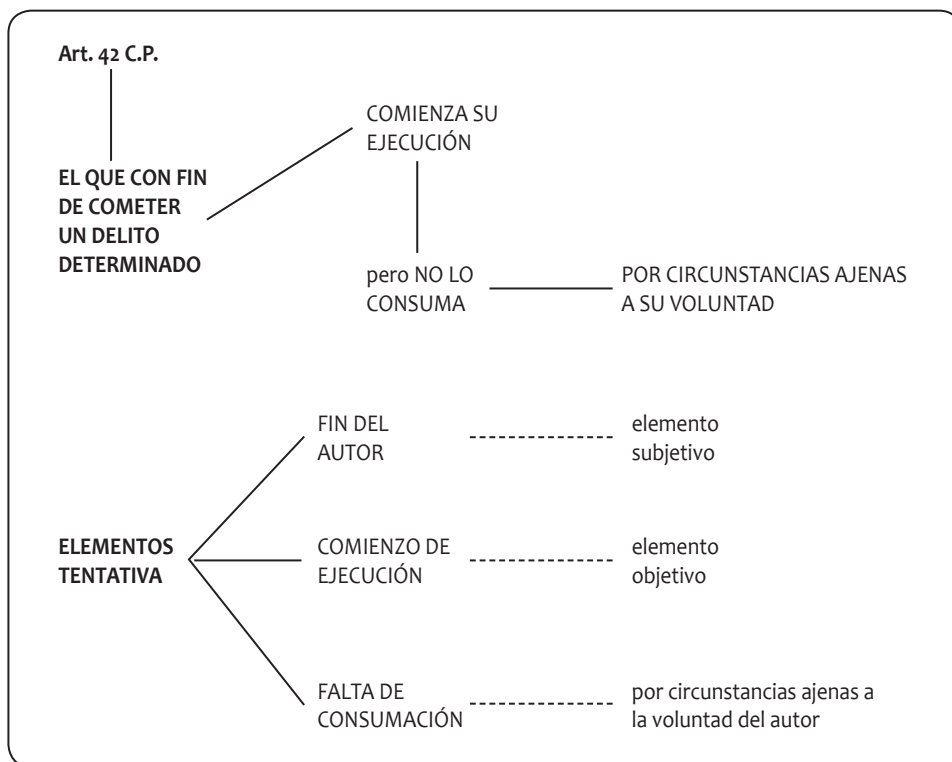 Art. 42 C.P.
COMIENZA SU
EJECUCIÓN
EL QUE CON FIN
DE COMETER
UN DELITO
DETERMINADO
pero NO LO
CONSUMA
POR CIRCUNSTANCIAS AJENAS
A SU VOLUNTAD
FIN DEL
AUTOR
elemento
subjetivo
ELEMENTOS
TENTATIVA
COMIENZO DE
EJECUCIÓN
elemento
objetivo
FALTA DE
CONSUMACIÓN
por circunstancias ajenas a
la voluntad del autor